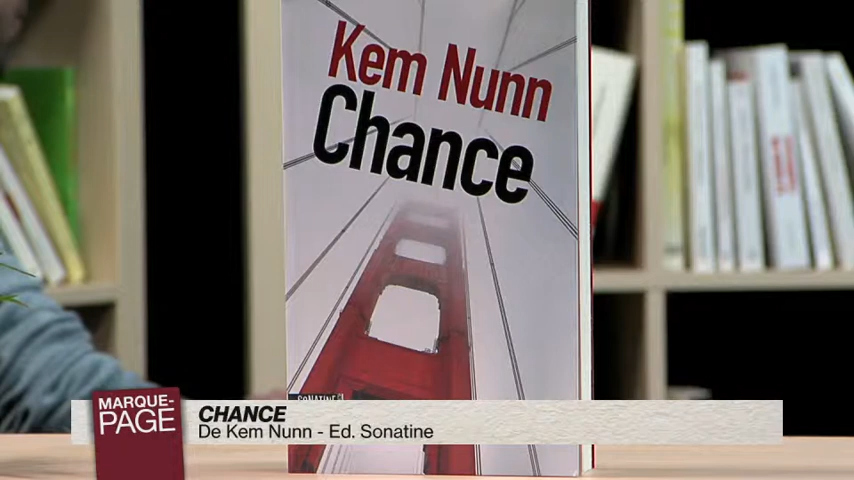 Kem Nunn
Chance
SONATINE
MARQUE-
PAGE
CHANCE
De Kem Nunn - Ed. Sonatine